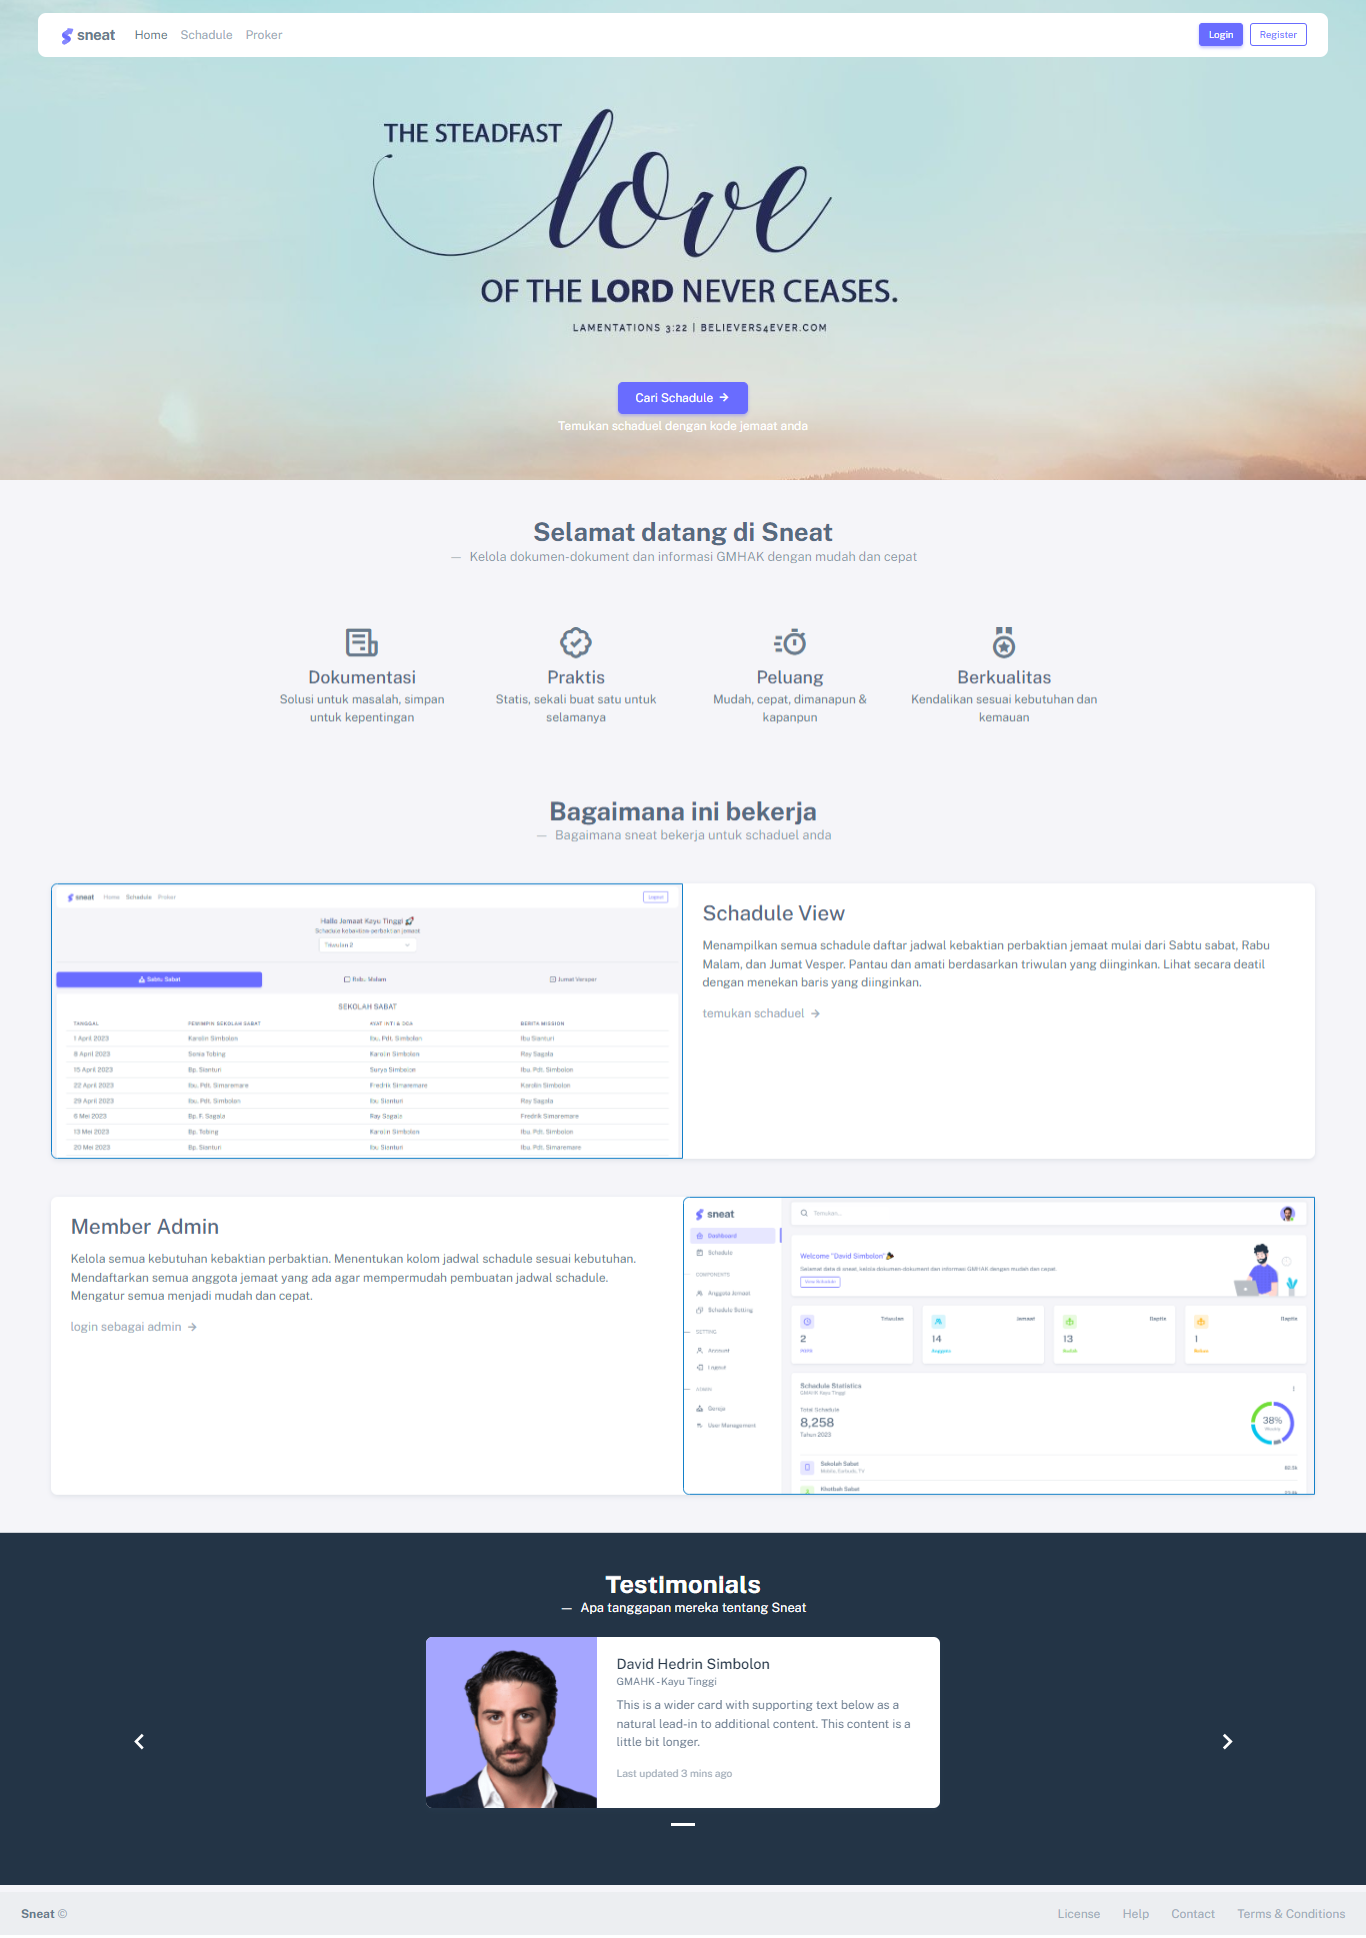 sneat Home Schadule Proker Login Register
THE STEADFAST
love
OF THE LORD NEVER CEASES.
LAMENTATIONS 3:22 | BELIEVERS4EVER.COM
Cari Schadule
Temukan schaduel dengan kode jemaat anda
Selamat datang di Sneat
— Kelola dokumen-dokument dan informasi GMHAK dengan mudah dan cepat
Dokumentasi
Solusi untuk masalah, simpan
untuk kepentingan
Praktis
Statis, sekali buat satu untuk
selamanya
Peluang
Mudah, cepat, dimanapun &
kapanpun
Berkualitas
Kendalikan sesuai kebutuhan dan
kemauan
Bagaimana ini bekerja
— Bagaimana sneat bekerja untuk schaduel anda
sneat Home Schadule Proker Logout
Hallo Jemaat Kayu Tinggi
Schadule kebaktian-perbaktian jemaat
Triwulan 2
Sabtu Sabat Rabu Malam Jumat Versper
SEKOLAH SABAT
TANGGAL PEMIMPIN SEKOLAH SABAT AYAT INTI & DOA BERITA MISSION
1 April 2023 Karolin Simbolon Ibu. Pdt. Simbolon Ibu Sianturi
8 April 2023 Sonia Tobing Karolin Simbolon Ray Sagala
15 April 2023 Bp. Sianturi Surya Simbolon Ibu. Pdt. Simbolon
22 April 2023 Ibu. Pdt. Simaremare Fredrik Simaremare Karolin Simbolon
29 April 2023 Ibu. Pdt. Simbolon Ibu Sianturi Ray Sagala
6 Mei 2023 Bp. F. Sagala Ray Sagala Fredrik Simaremare
13 Mei 2023 Bp. Tobing Karolin Simbolon Ibu. Pdt. Simbolon
20 Mei 2023 Bp. Sianturi Ibu Sianturi Ibu. Pdt. Simaremare
Schadule View
Menampilkan semua schadule daftar jadwal kebaktian perbaktian jemaat mulai dari Sabtu sabat, Rabu
Malam, dan Jumat Vesper. Pantau dan amati berdasarkan triwulan yang diinginkan. Lihat secara deatil
dengan menekan baris yang diinginkan.
temukan schaduel
Member Admin
Kelola semua kebutuhan kebaktian perbaktian. Menentukan kolom jadwal schadule sesuai kebutuhan.
Mendaftarkan semua anggota jemaat yang ada agar mempermudah pembuatan jadwal schadule.
Mengatur semua menjadi mudah dan cepat.
login sebagai admin
sneat
Dashboard
Schadule
COMPONENTS
Anggota Jemaat
Schadule Setting
SETTING
Account
Logout
ADMIN
Gereja
User Management
Temukan...
Welcome "David Simbolon"
Selamat data di sneat, kelola dokumen-dokument dan informasi GMHAK dengan mudah dan cepat
Triwulan
2
Jemaat
14
Anggota
Baptis
13
Sudah
Baptis
1
Belum
Schadule Statistics
GMHK Kayu Tinggi
Total Schadule
8,258
Tahun 2023
38%
Sekolah Sabat
Khotbah Sabat
Testimonials
— Apa tanggapan mereka tentang Sneat
David Hedrin Simbolon
GMAHK - Kayu Tinggi
This is a wider card with supporting text below as a
natural lead-in to additional content. This content is a
little bit longer.
Last updated 3 mins ago
Sneat © License Help Contact Terms & Conditions